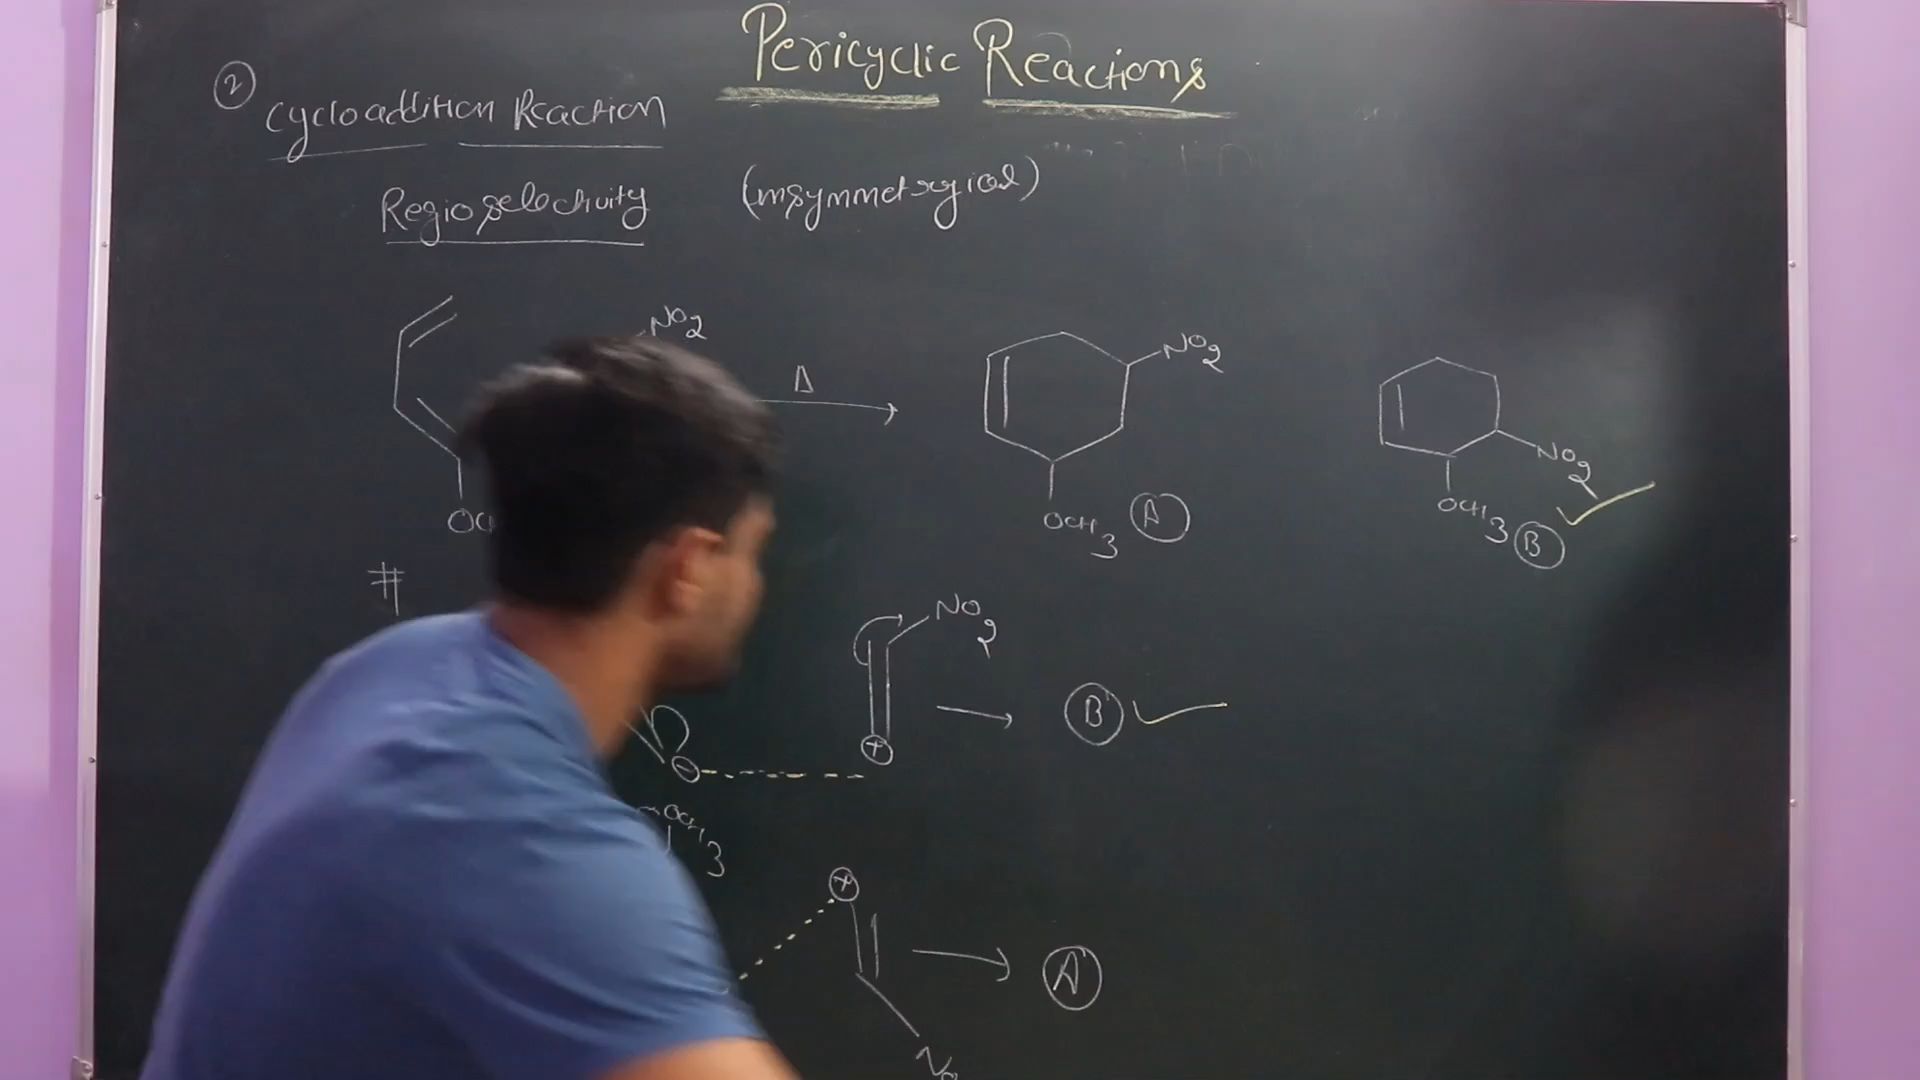 Pericyclic Reactions
② Cycloaddition Reaction
Regioselectivity (Unsymmetrical)
NO2
Δ
NO2
NO2
OCH3 Ⓐ
OCH3 Ⓑ
#
NO2
Ⓑ
⊕
⊖
OCH3
⊕
Ⓐ